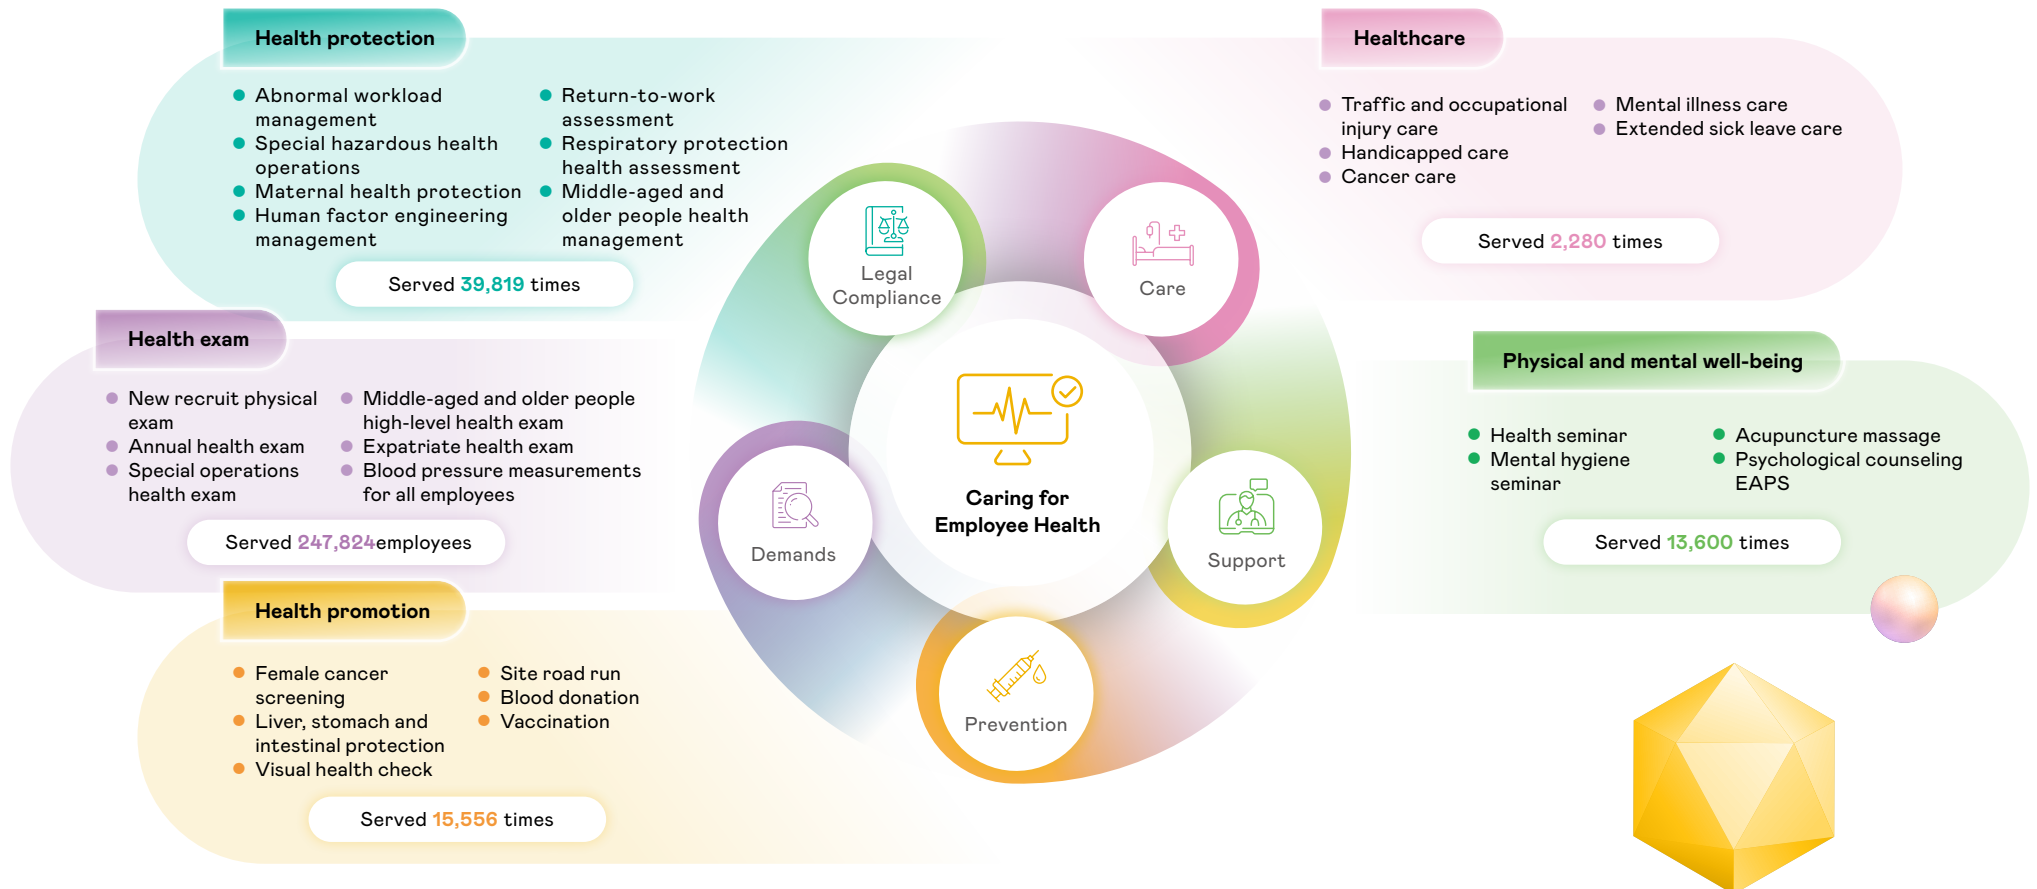 Health protection
Abnormal workload
management
Special hazardous health
operations
Maternal health protection
Human factor engineering
management
Return-to-work
assessment
Respiratory protection
health assessment
Middle-aged and
older people health
management
Served 39,819 times
Health exam
New recruit physical
exam
Annual health exam
Special operations
health exam
Middle-aged and older people
high-level health exam
Expatriate health exam
Blood pressure measurements
for all employees
Served 247,824employees
Health promotion
Female cancer
screening
Liver, stomach and
intestinal protection
Visual health check
Site road run
Blood donation
Vaccination
Served 15,556 times
Legal
Compliance
Care
Demands
Caring for
Employee Health
Support
Prevention
Healthcare
Traffic and occupational
injury care
Handicapped care
Cancer care
Mental illness care
Extended sick leave care
Served 2,280 times
Physical and mental well-being
Health seminar
Mental hygiene
seminar
Acupuncture massage
Psychological counseling
EAPS
Served 13,600 times